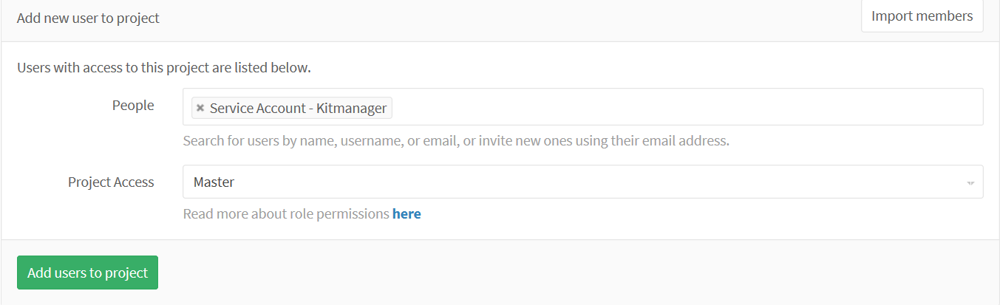 Add new user to project
Import members
Users with access to this project are listed below.
People
Service Account - Kitmanager
Search for users by name, username, or email, or invite new ones using their email address.
Project Access
Master
Read more about role permissions here
Add users to project